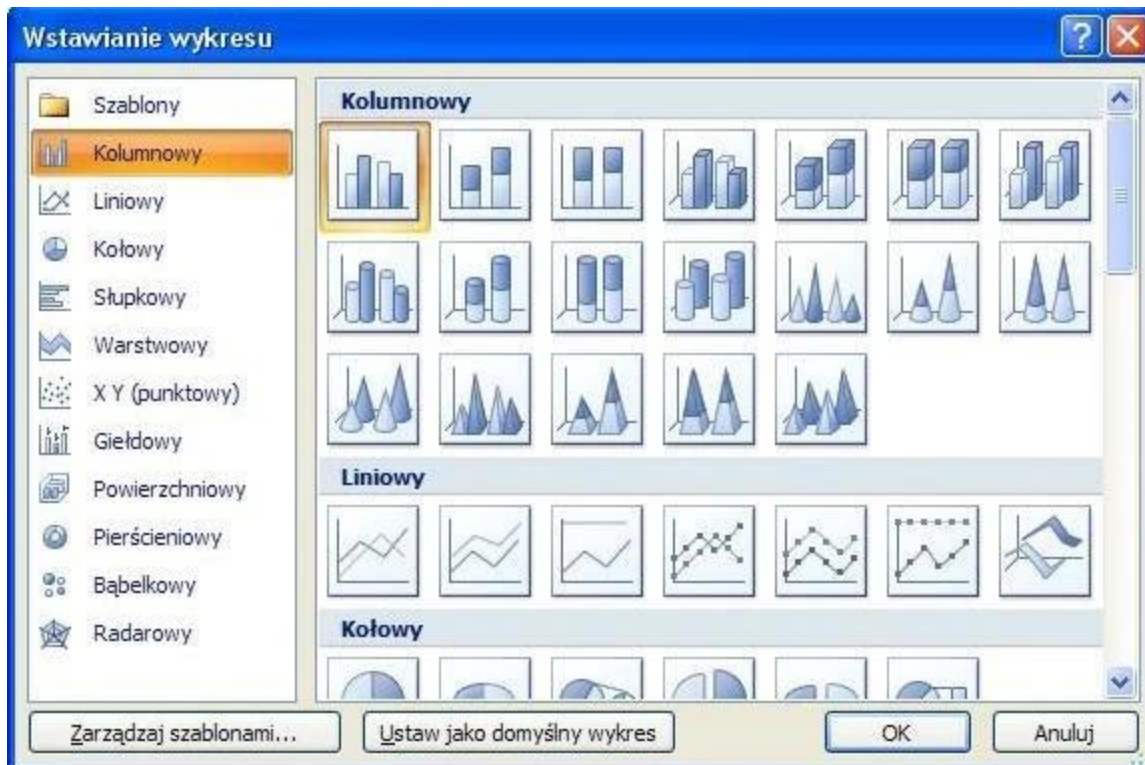 Wstawianie wykresu
Szablony
Kolumnowy
Liniowy
Kołowy
Słupkowy
Warstwowy
X Y (punktowy)
Giełdowy
Powierzchniowy
Pierścieniowy
Bąbelkowy
Radarowy
Kolumnowy
Liniowy
Kołowy
Zarządzaj szablonami...
Ustaw jako domyślny wykres
OK
Anuluj